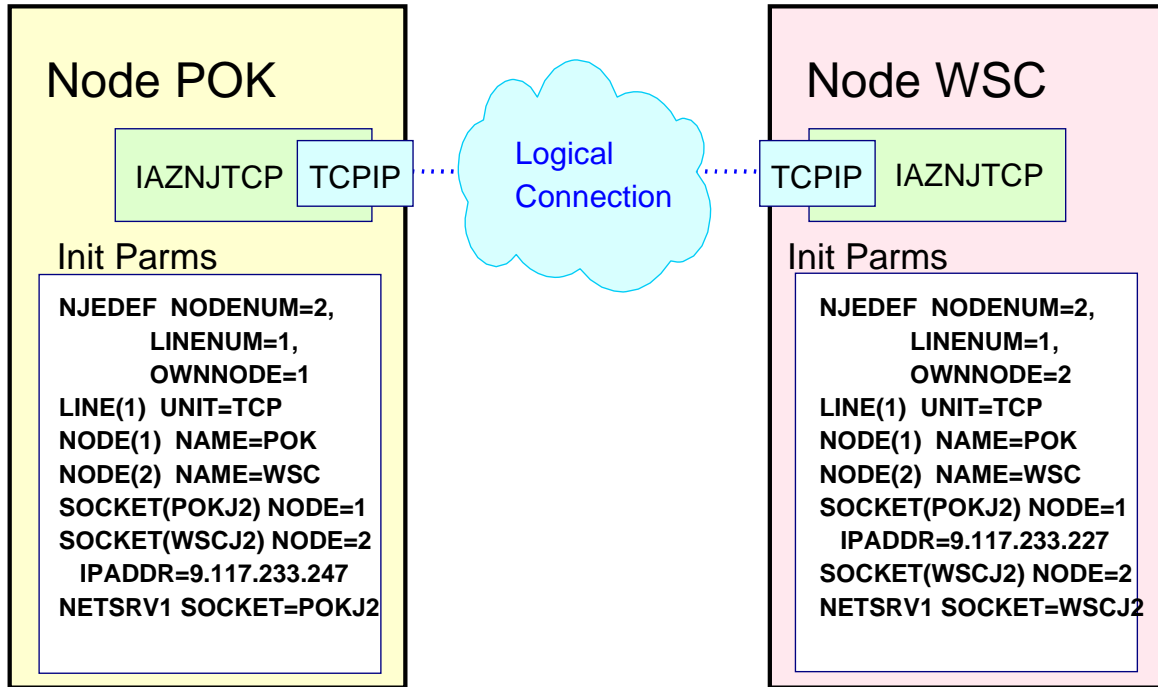 Node POK
IAZNJTCP
TCPIP
Init Parms
NJEDEF  NODENUM=2,
LINENUM=1,
OWNNODE=1
LINE(1)  UNIT=TCP
NODE(1)  NAME=POK
NODE(2)  NAME=WSC
SOCKET(POKJ2) NODE=1
SOCKET(WSCJ2) NODE=2
IPADDR=9.117.233.247
NETSRV1 SOCKET=POKJ2
Logical
Connection
Node WSC
TCPIP
IAZNJTCP
Init Parms
NJEDEF  NODENUM=2,
LINENUM=1,
OWNNODE=2
LINE(1)  UNIT=TCP
NODE(1)  NAME=POK
NODE(2)  NAME=WSC
SOCKET(POKJ2) NODE=1
IPADDR=9.117.233.227
SOCKET(WSCJ2) NODE=2
NETSRV1 SOCKET=WSCJ2